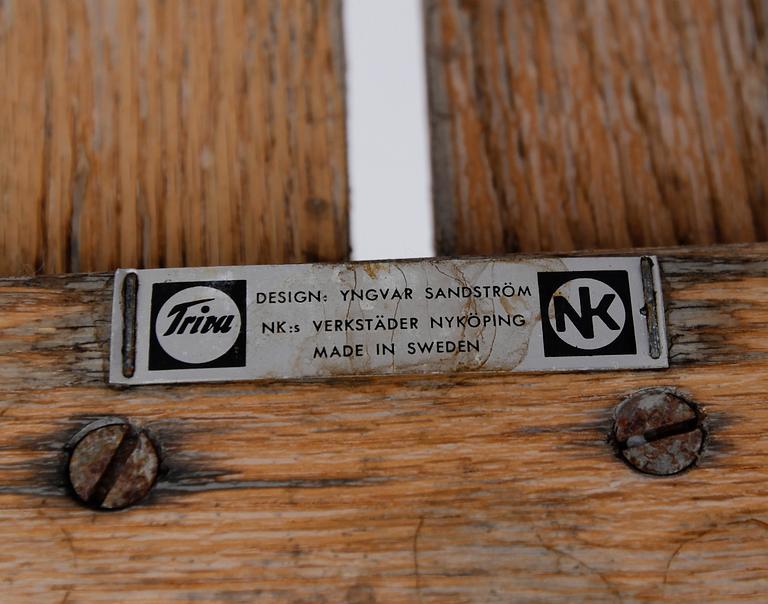 Triva
DESIGN: YNGVAR SANDSTRÖM
NK:s VERKSTÄDER NYKÖPING
MADE IN SWEDEN
NK